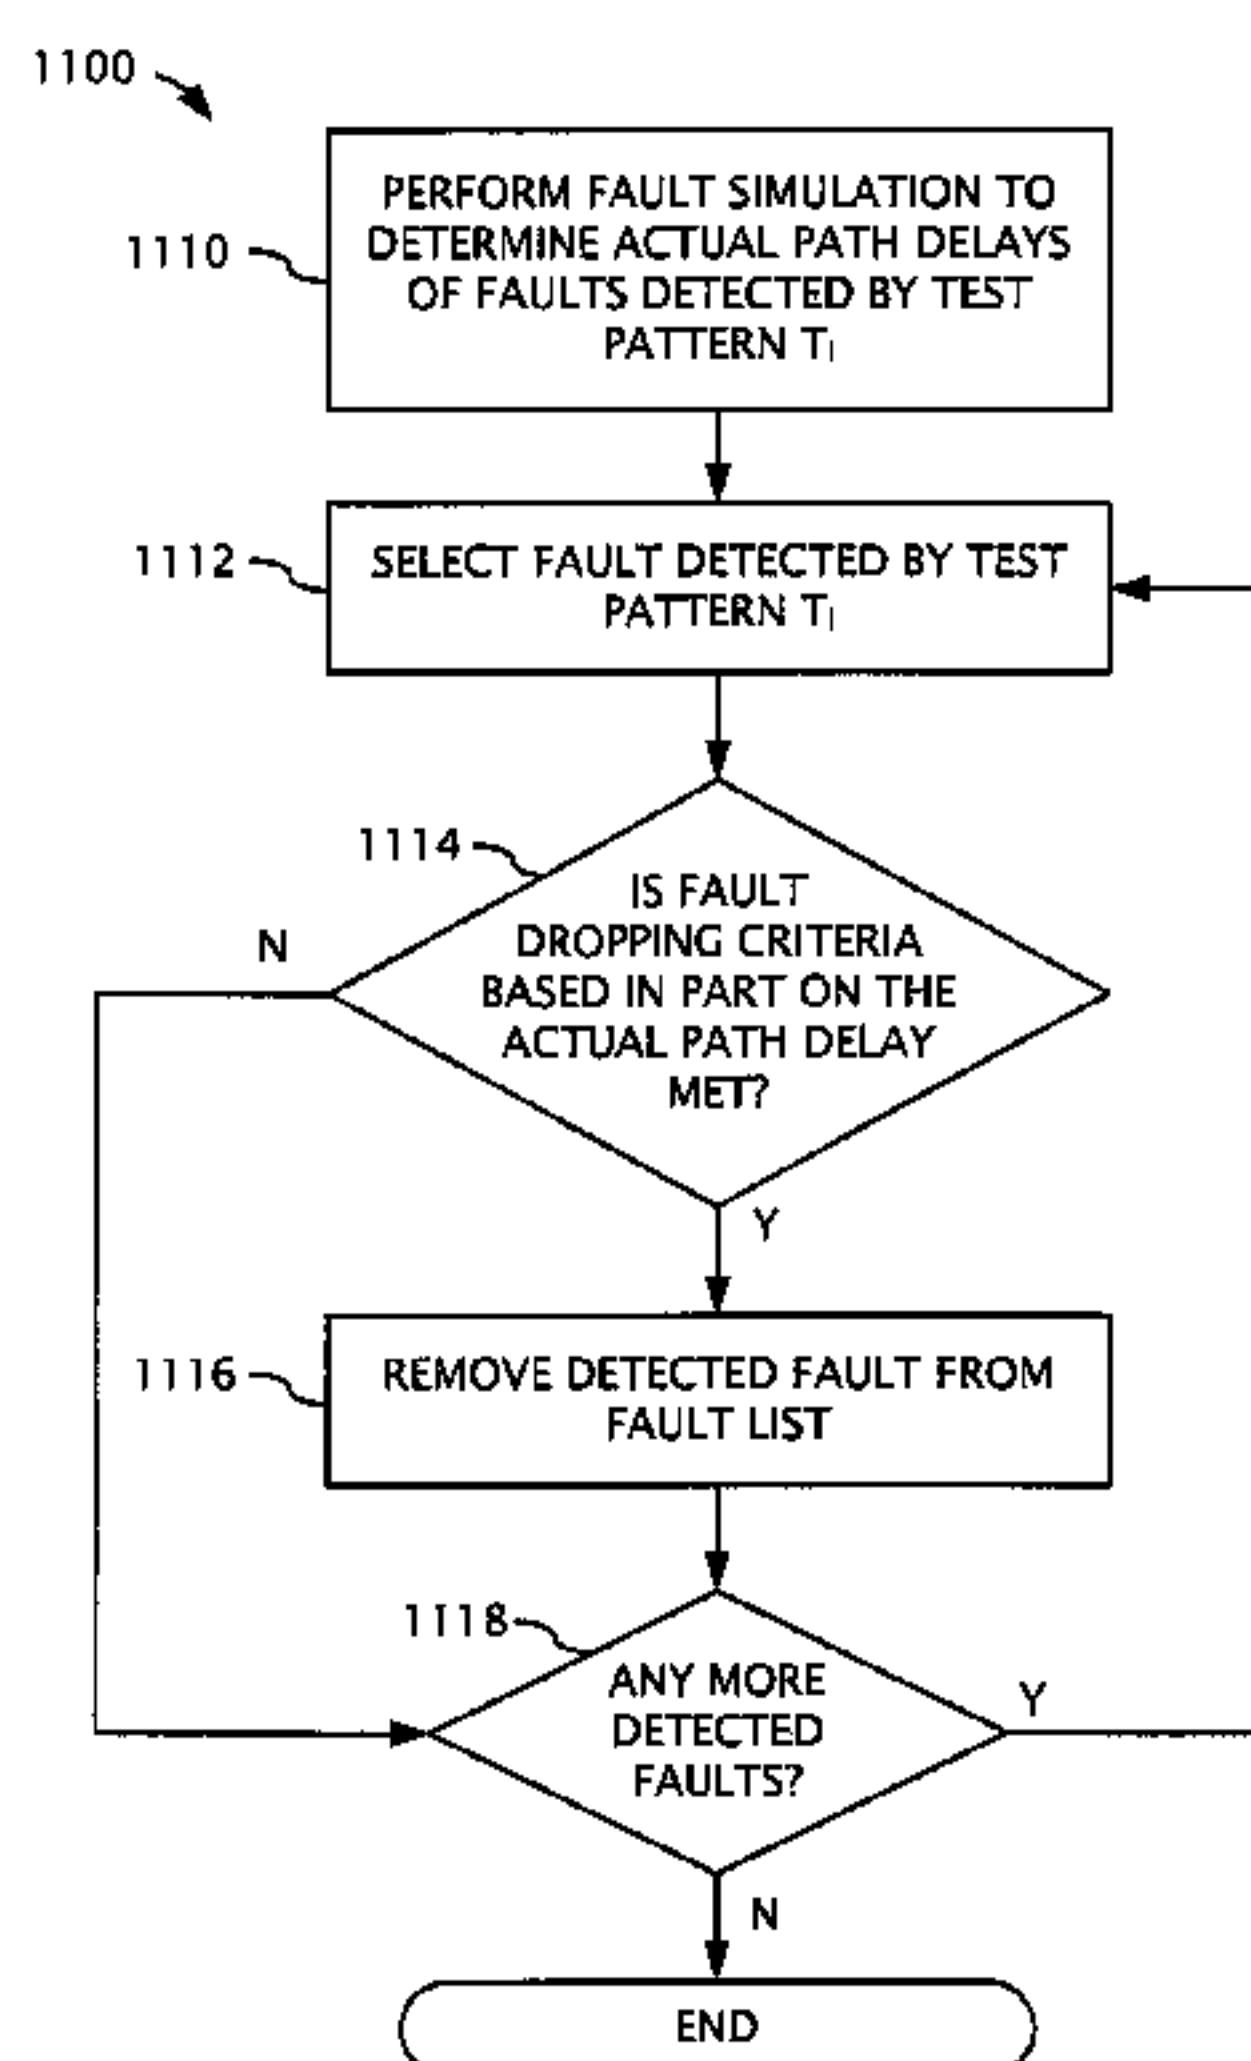 1100
1110
PERFORM FAULT SIMULATION TO
DETERMINE ACTUAL PATH DELAYS
OF FAULTS DETECTED BY TEST
PATTERN Tᵢ
1112
SELECT FAULT DETECTED BY TEST
PATTERN Tᵢ
1114
IS FAULT
DROPPING CRITERIA
BASED IN PART ON THE
ACTUAL PATH DELAY
MET?
N
Y
1116
REMOVE DETECTED FAULT FROM
FAULT LIST
1118
ANY MORE
DETECTED
FAULTS?
Y
N
END